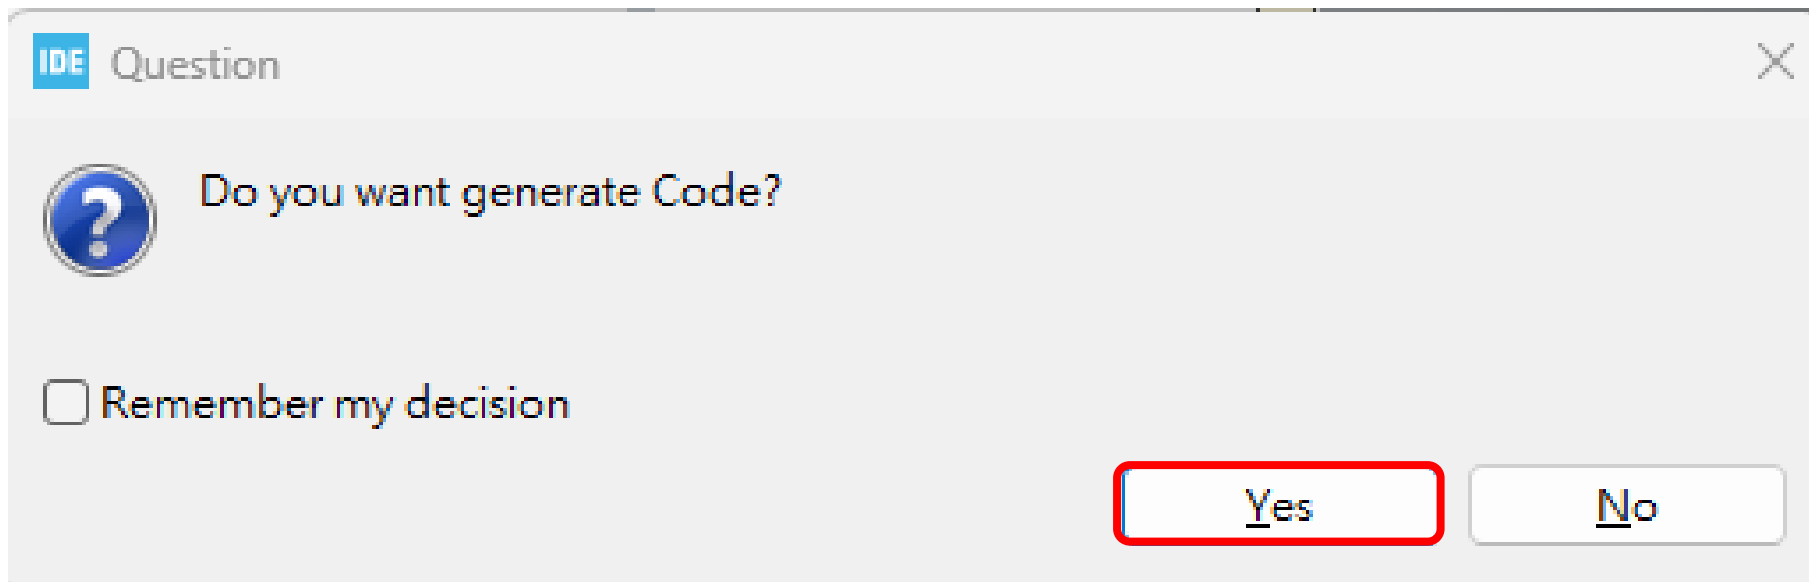 IDE Question
Do you want generate Code?
Remember my decision
Yes No